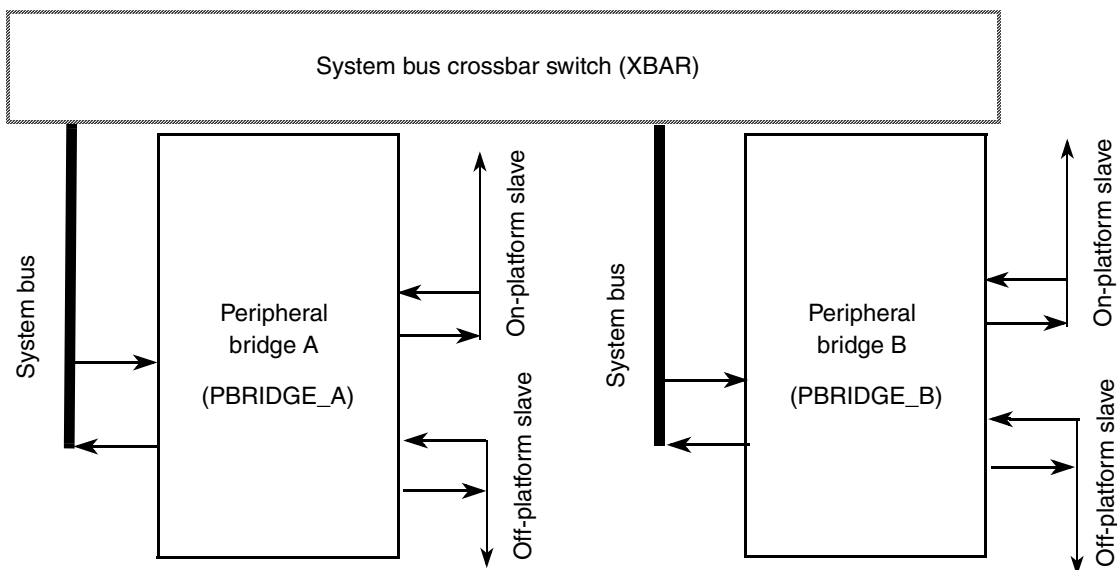 System bus crossbar switch (XBAR)
System bus
Peripheral
bridge A
(PBRIDGE_A)
On-platform slave
Off-platform slave
System bus
Peripheral
bridge B
(PBRIDGE_B)
On-platform slave
Off-platform slave